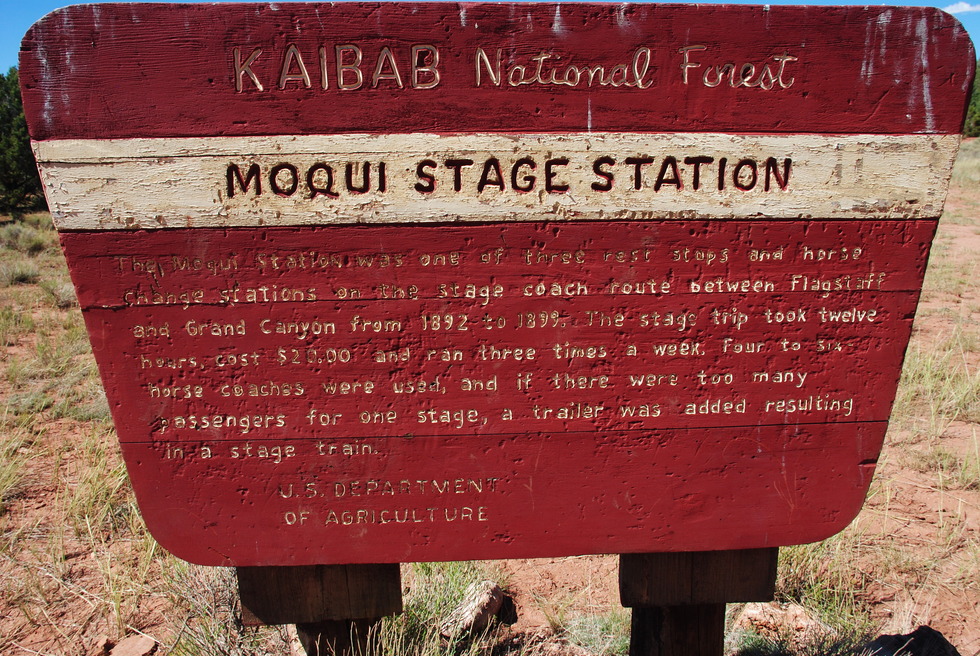 KAIBAB National Forest
MOQUI STAGE STATION
The Moqui Station was one of three rest stops and horse
change stations on the stage coach route between Flagstaff
and Grand Canyon from 1892 to 1899. The stage trip took twelve
hours, cost $20.00 and ran three times a week. Four to six-
horse coaches were used, and if there were too many
passengers for one stage, a trailer was added resulting
in a stage train.
U.S. DEPARTMENT
OF AGRICULTURE